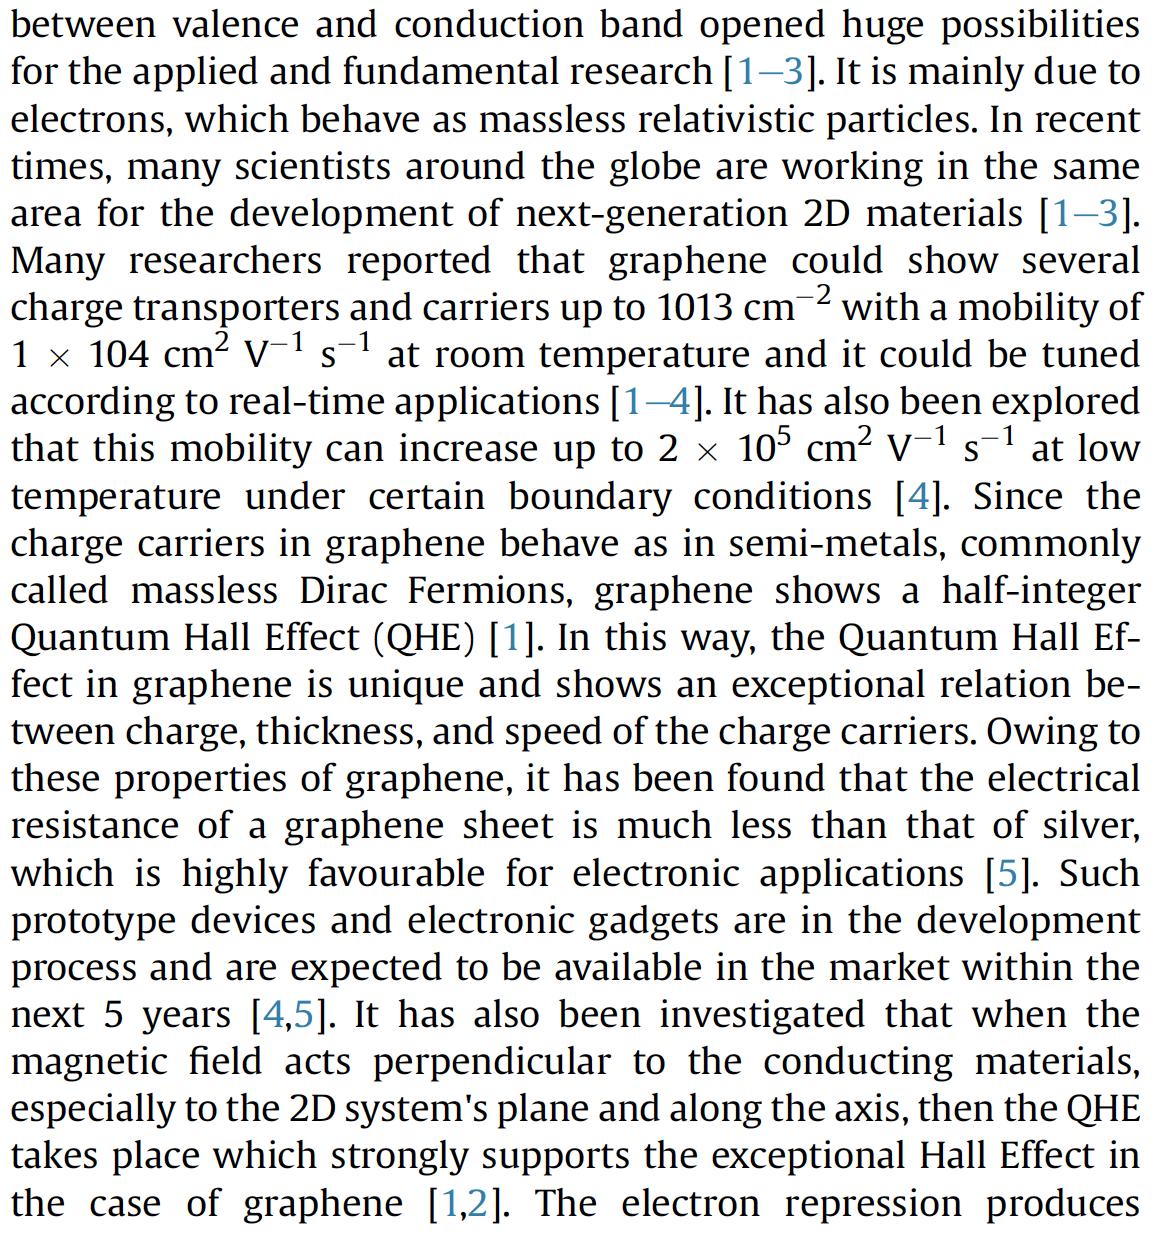 between valence and conduction band opened huge possibilities
for the applied and fundamental research [1–3]. It is mainly due to
electrons, which behave as massless relativistic particles. In recent
times, many scientists around the globe are working in the same
area for the development of next-generation 2D materials [1–3].
Many researchers reported that graphene could show several
charge transporters and carriers up to 1013 cm⁻² with a mobility of
1 × 104 cm² V⁻¹ s⁻¹ at room temperature and it could be tuned
according to real-time applications [1–4]. It has also been explored
that this mobility can increase up to 2 × 10⁵ cm² V⁻¹ s⁻¹ at low
temperature under certain boundary conditions [4]. Since the
charge carriers in graphene behave as in semi-metals, commonly
called massless Dirac Fermions, graphene shows a half-integer
Quantum Hall Effect (QHE) [1]. In this way, the Quantum Hall Ef-
fect in graphene is unique and shows an exceptional relation be-
tween charge, thickness, and speed of the charge carriers. Owing to
these properties of graphene, it has been found that the electrical
resistance of a graphene sheet is much less than that of silver,
which is highly favourable for electronic applications [5]. Such
prototype devices and electronic gadgets are in the development
process and are expected to be available in the market within the
next 5 years [4,5]. It has also been investigated that when the
magnetic field acts perpendicular to the conducting materials,
especially to the 2D system's plane and along the axis, then the QHE
takes place which strongly supports the exceptional Hall Effect in
the case of graphene [1,2]. The electron repression produces